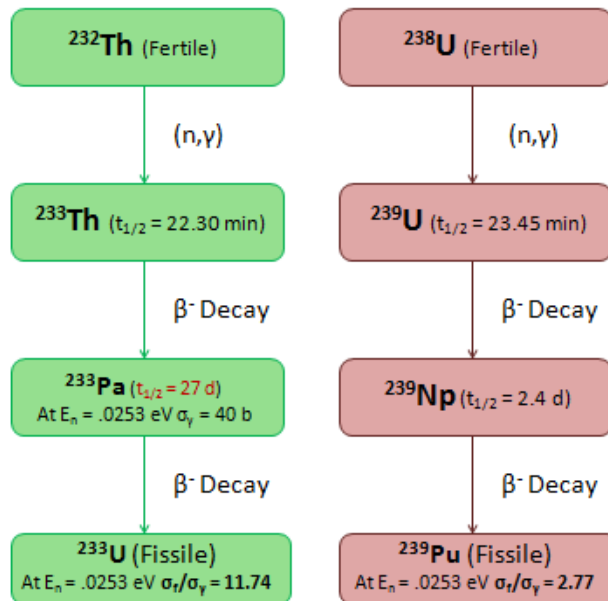 ²³²Th (Fertile)
(n,γ)
²³³Th (t₁/₂ = 22.30 min)
β⁻ Decay
²³³Pa (t₁/₂ = 27 d)
At Eₙ = .0253 eV σᵧ = 40 b
β⁻ Decay
²³³U (Fissile)
At Eₙ = .0253 eV σf/σᵧ = 11.74
²³⁸U (Fertile)
(n,γ)
²³⁹U (t₁/₂ = 23.45 min)
β⁻ Decay
²³⁹Np (t₁/₂ = 2.4 d)
β⁻ Decay
²³⁹Pu (Fissile)
At Eₙ = .0253 eV σf/σᵧ = 2.77